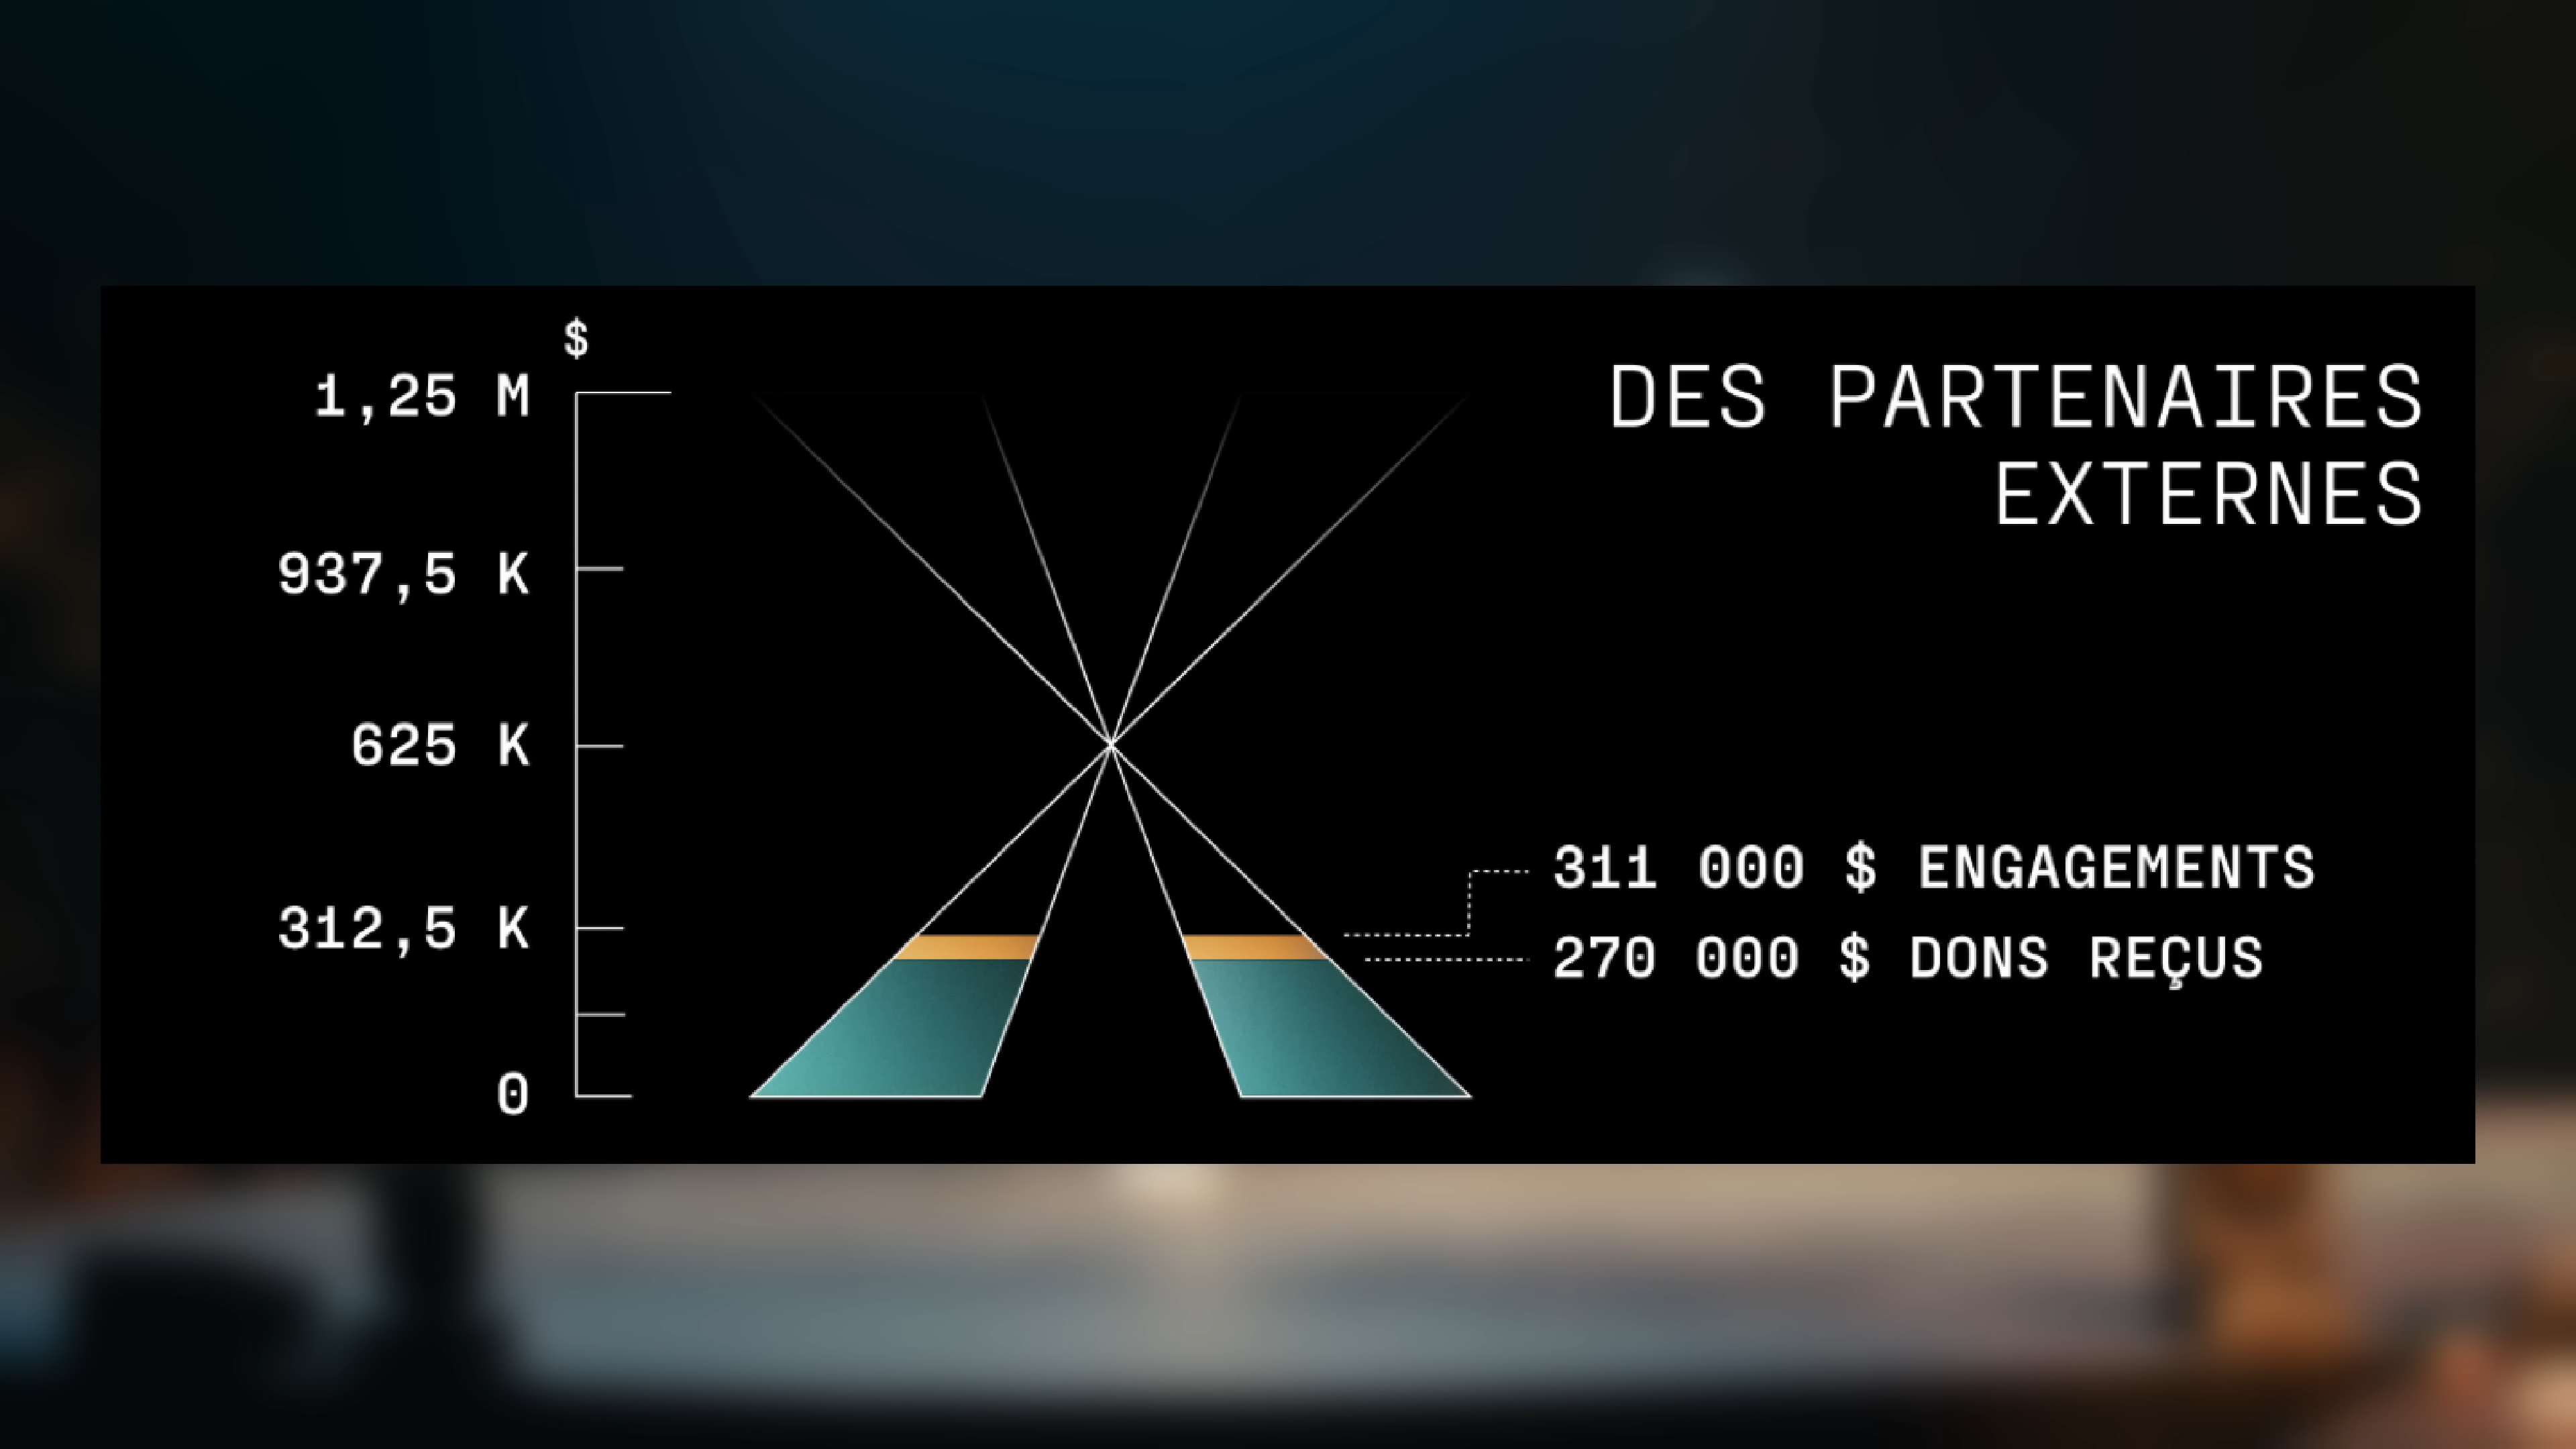 $
1,25 M
937,5 K
625 K
312,5 K
0
DES PARTENAIRES
EXTERNES
311 000 $ ENGAGEMENTS
270 000 $ DONS REÇUS